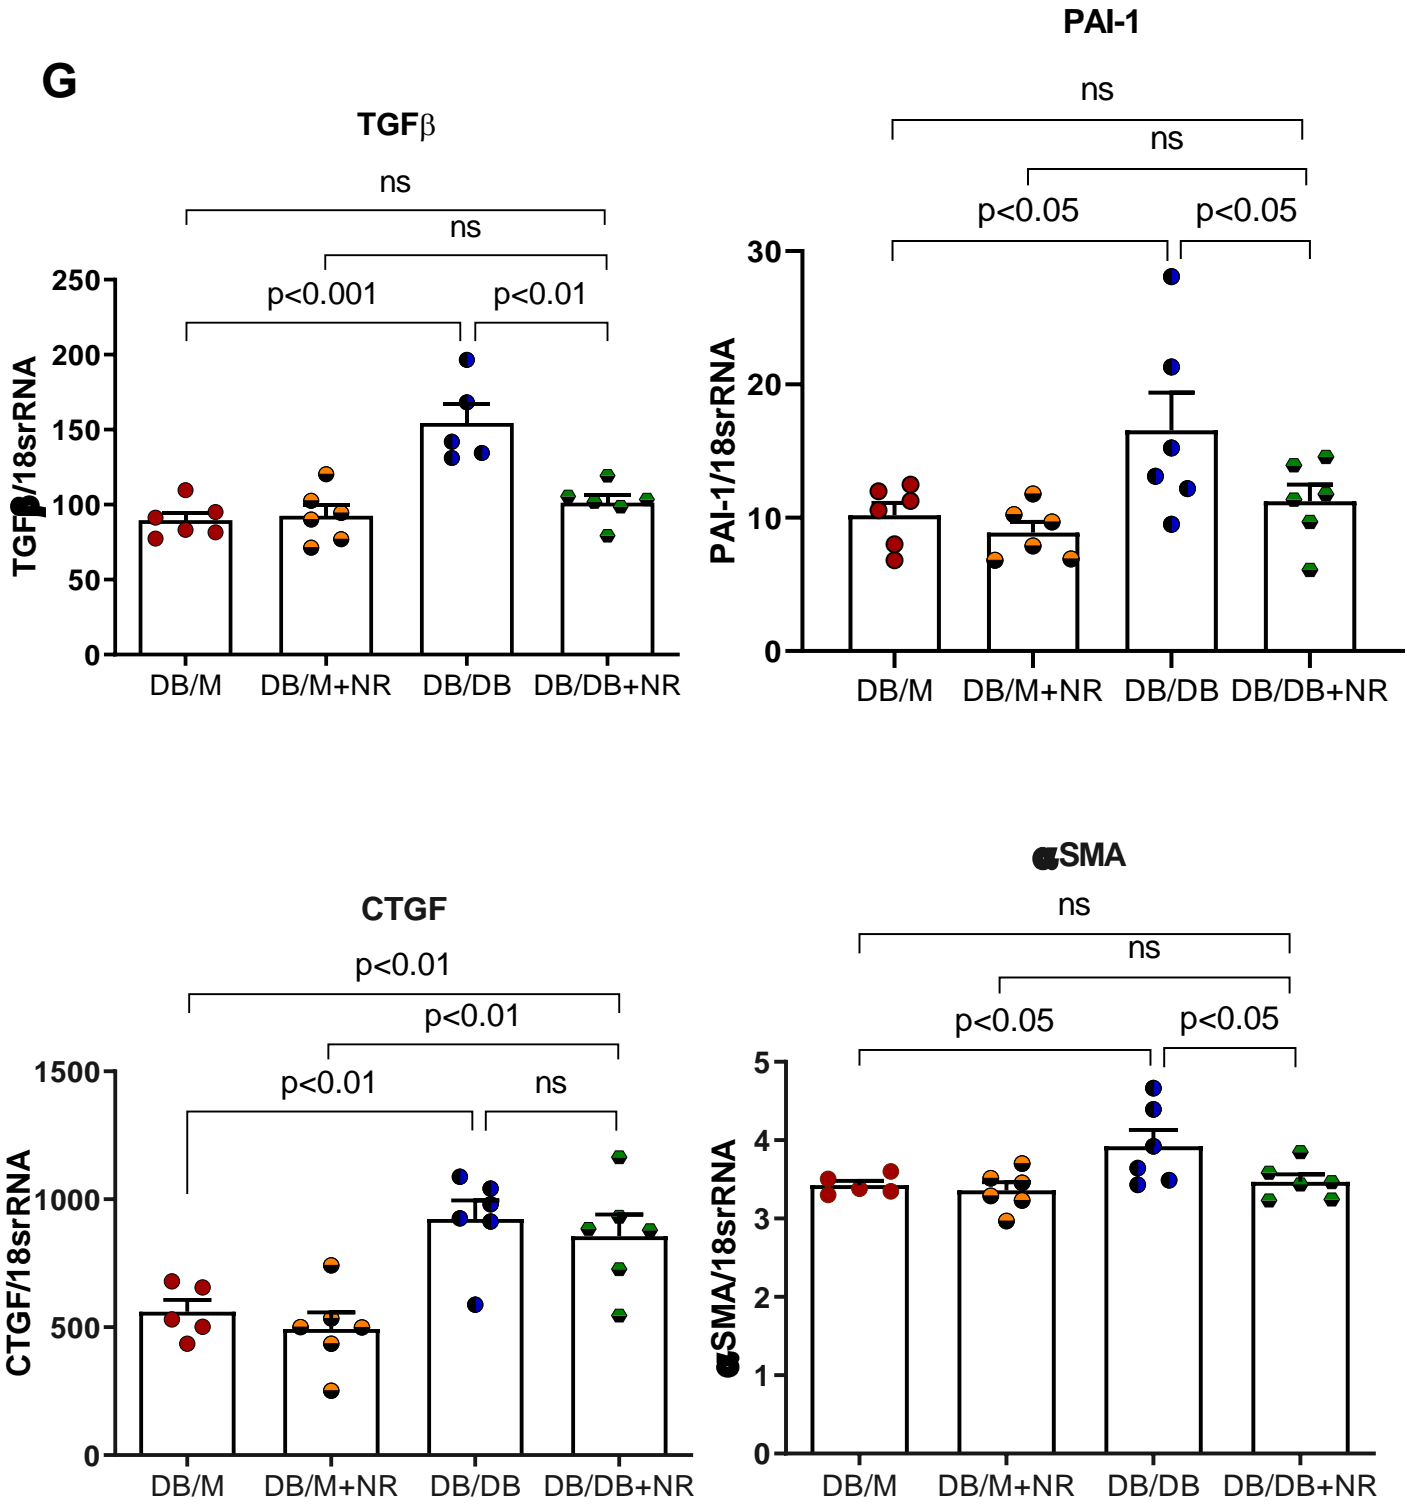 G
TGFβ
ns
ns
p<0.001
p<0.01
250
200
150
100
50
0
TGFβ/18srRNA
DB/M DB/M+NR DB/DB DB/DB+NR
PAI-1
ns
ns
p<0.05
p<0.05
30
20
10
0
PAI-1/18srRNA
DB/M DB/M+NR DB/DB DB/DB+NR
CTGF
p<0.01
p<0.01
p<0.01
ns
1500
1000
500
0
CTGF/18srRNA
DB/M DB/M+NR DB/DB DB/DB+NR
αSMA
ns
ns
p<0.05
p<0.05
5
4
3
2
1
0
αSMA/18srRNA
DB/M DB/M+NR DB/DB DB/DB+NR